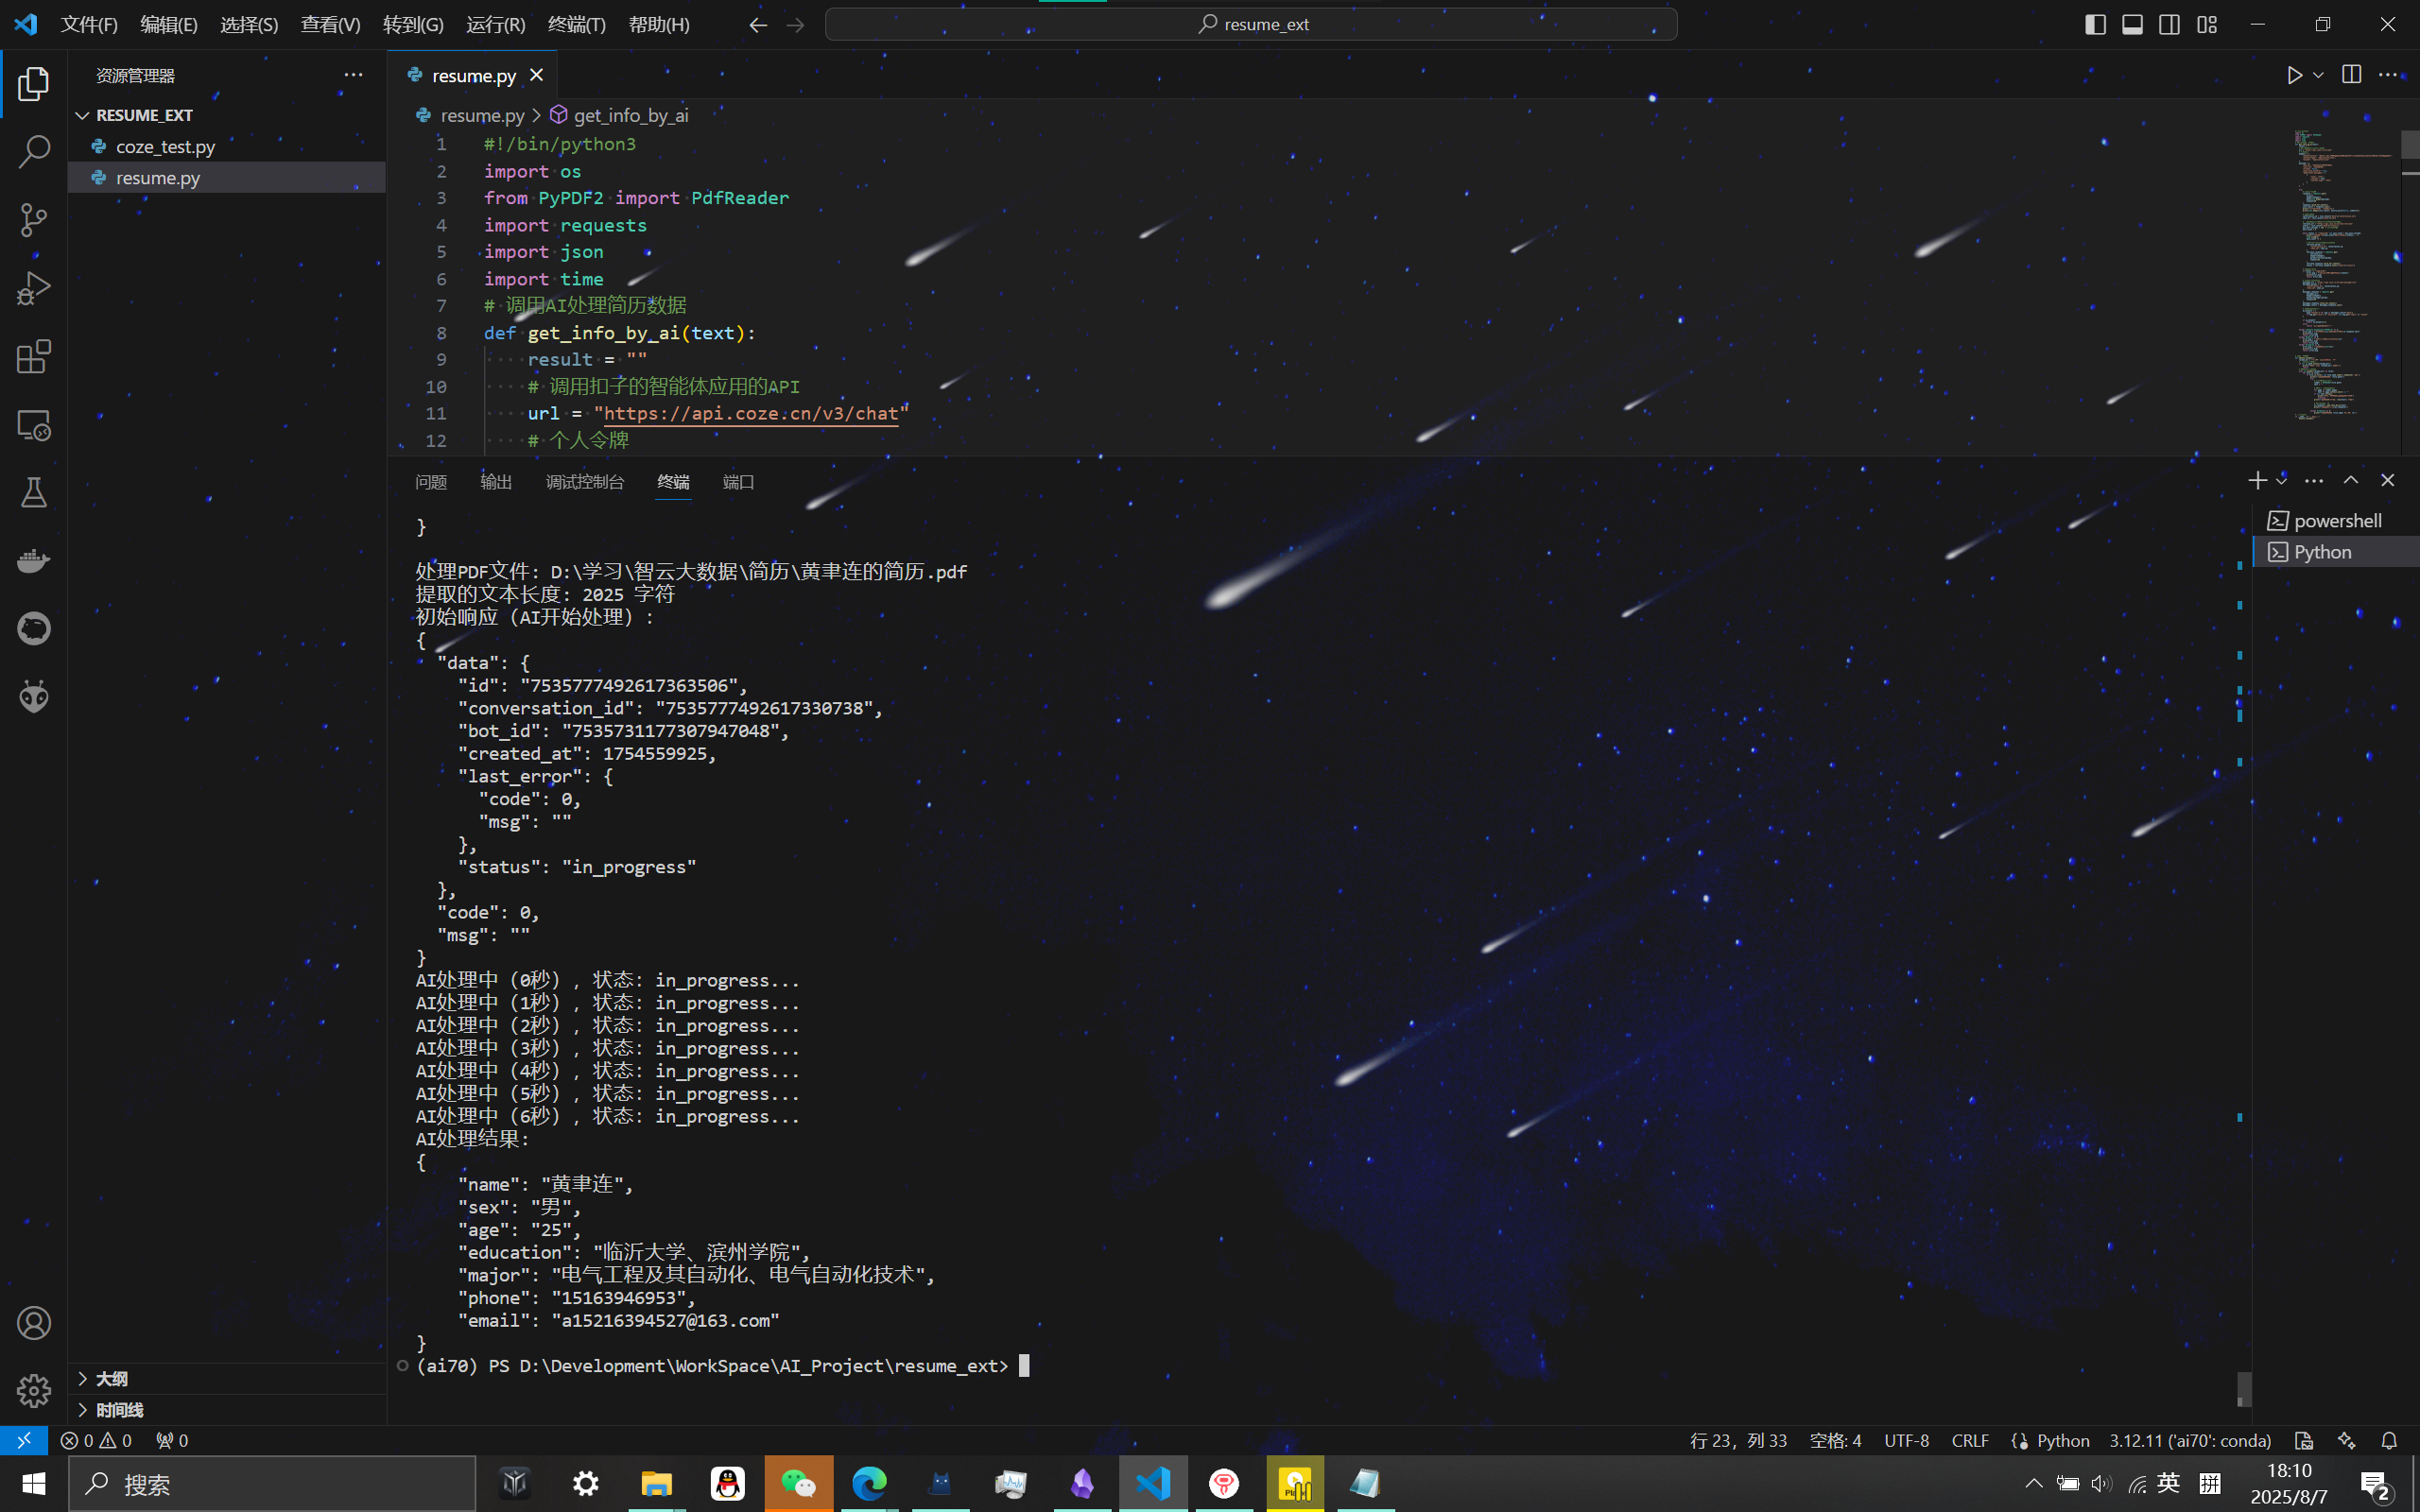 文件(F) 编辑(E) 选择(S) 查看(V) 转到(G) 运行(R) 终端(T) 帮助(H) resume_ext
资源管理器
RESUME_EXT
coze_test.py
resume.py
大纲
时间线
resume.py
resume.py > get_info_by_ai
1 #!/bin/python3
2 import os
3 from PyPDF2 import PdfReader
4 import requests
5 import json
6 import time
7 # 调用AI处理简历数据
8 def get_info_by_ai(text):
9 result = ""
10 # 调用扣子的智能体应用的API
11 url = "https://api.coze.cn/v3/chat"
12 # 个人令牌
问题 输出 调试控制台 终端 端口
powershell
Python
}
处理PDF文件: D:\学习\智云大数据\简历\黄聿连的简历.pdf
提取的文本长度: 2025 字符
初始响应（AI开始处理）:
{
"data": {
"id": "7535777492617363506",
"conversation_id": "7535777492617330738",
"bot_id": "7535731177307947048",
"created_at": 1754559925,
"last_error": {
"code": 0,
"msg": ""
},
"status": "in_progress"
},
"code": 0,
"msg": ""
}
AI处理中（0秒）, 状态: in_progress...
AI处理中（1秒）, 状态: in_progress...
AI处理中（2秒）, 状态: in_progress...
AI处理中（3秒）, 状态: in_progress...
AI处理中（4秒）, 状态: in_progress...
AI处理中（5秒）, 状态: in_progress...
AI处理中（6秒）, 状态: in_progress...
AI处理结果:
{
"name": "黄聿连",
"sex": "男",
"age": "25",
"education": "临沂大学、滨州学院",
"major": "电气工程及其自动化、电气自动化技术",
"phone": "15163946953",
"email": "a15216394527@163.com"
}
(ai70) PS D:\Development\WorkSpace\AI_Project\resume_ext>
0 0 0 行 23，列 33 空格: 4 UTF-8 CRLF Python 3.12.11 ('ai70': conda)
搜索 英 拼 18:10
2025/8/7 2